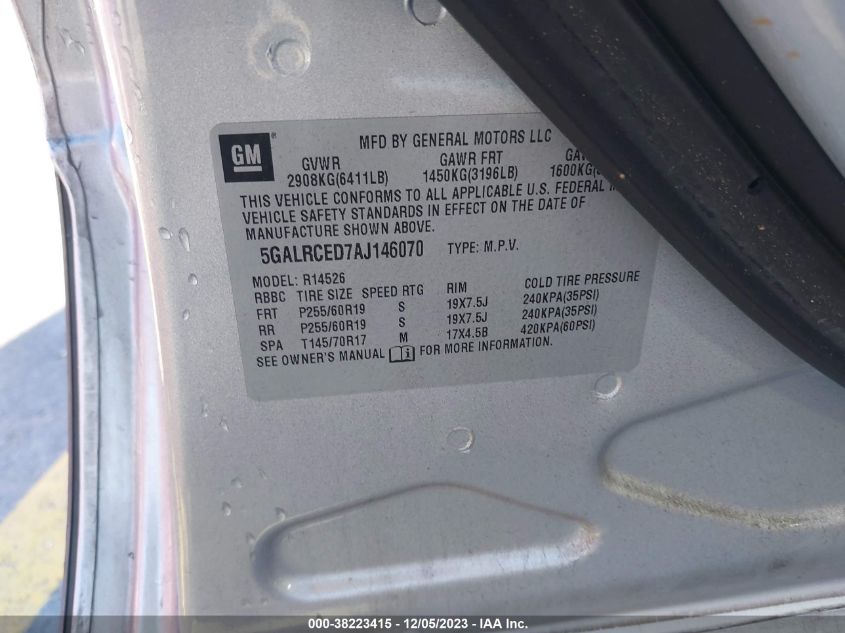 MFD BY GENERAL MOTORS LLC
GM ®
GVWR GAWR FRT
2908KG(6411LB) 1450KG(3196LB) 1600KG(
THIS VEHICLE CONFORMS TO ALL APPLICABLE U.S. FEDERAL
VEHICLE SAFETY STANDARDS IN EFFECT ON THE DATE OF
MANUFACTURE SHOWN ABOVE.
5GALRCED7AJ146070 TYPE: M.P.V.
MODEL: R14526
RBBC TIRE SIZE SPEED RTG RIM COLD TIRE PRESSURE
FRT P255/60R19 S 19X7.5J 240KPA(35PSI)
RR P255/60R19 S 19X7.5J 240KPA(35PSI)
SPA T145/70R17 M 17X4.5B 420KPA(60PSI)
SEE OWNER'S MANUAL FOR MORE INFORMATION.
000-38223415 - 12/05/2023 - IAA Inc.